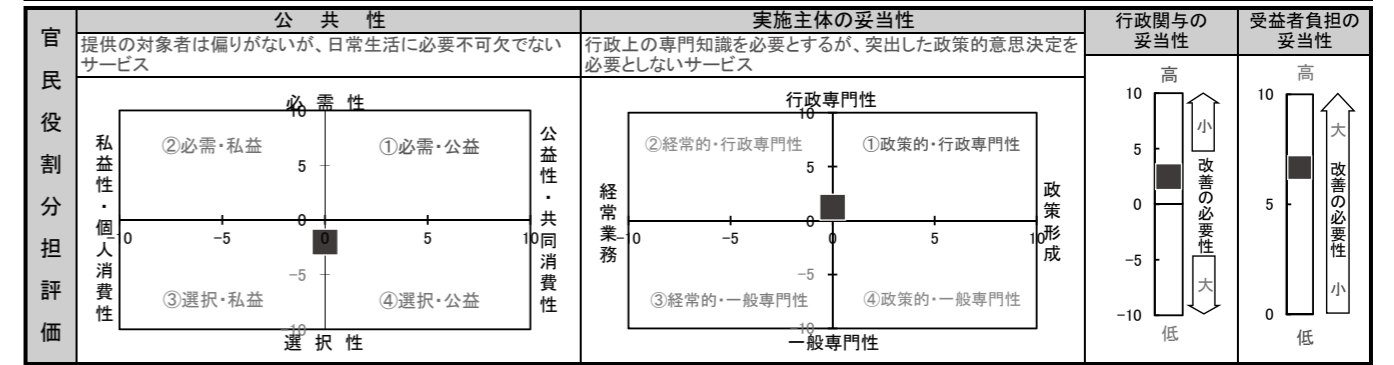 官民役割分担評価
公共性
提供の対象者は偏りがないが、日常生活に必要不可欠でない
サービス
必需性
10
②必需・私益
①必需・公益
5
私益性・個人消費性
公益性・共同消費性
0
-10
-5
0
5
10
-5
③選択・私益
④選択・公益
-10
選択性
実施主体の妥当性
行政上の専門知識を必要とするが、突出した政策的意思決定を
必要としないサービス
行政専門性
10
②経常的・行政専門性
①政策的・行政専門性
5
経常業務
政策形成
0
-10
-5
0
5
10
-5
③経常的・一般専門性
④政策的・一般専門性
-10
一般専門性
行政関与の
妥当性
高
10
5
0
-5
-10
小
改善の必要性
大
低
受益者負担の
妥当性
高
10
5
0
大
改善の必要性
小
低